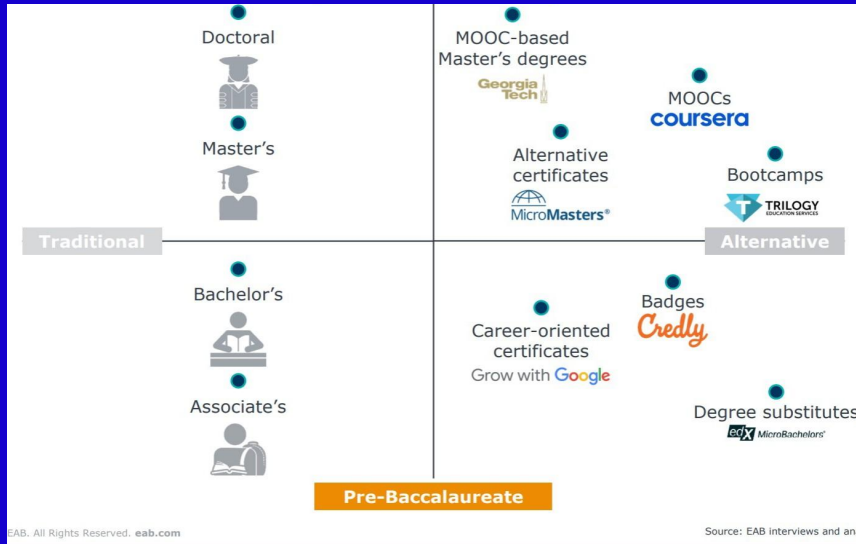 Doctoral
MOOC-based
Master's degrees
Georgia
Tech
MOOCs
coursera
Master's
Alternative
certificates
MicroMasters®
Bootcamps
TRILOGY
EDUCATION SERVICES
Traditional
Alternative
Bachelor's
Badges
Credly
Career-oriented
certificates
Grow with Google
Associate's
Degree substitutes
edX MicroBachelors®
Pre-Baccalaureate
EAB. All Rights Reserved. eab.com
Source: EAB interviews and an